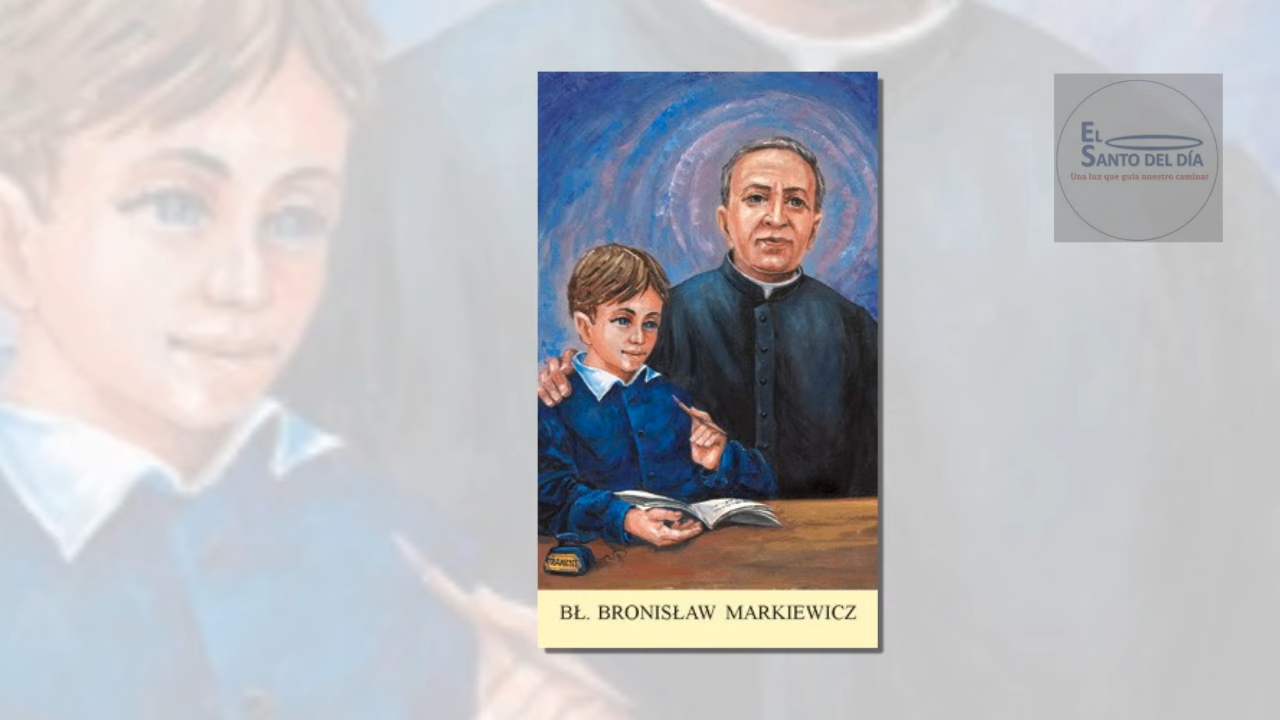 EL
SANTO DEL DÍA
Una luz que guía nuestro caminar
BŁ. BRONISŁAW MARKIEWICZ